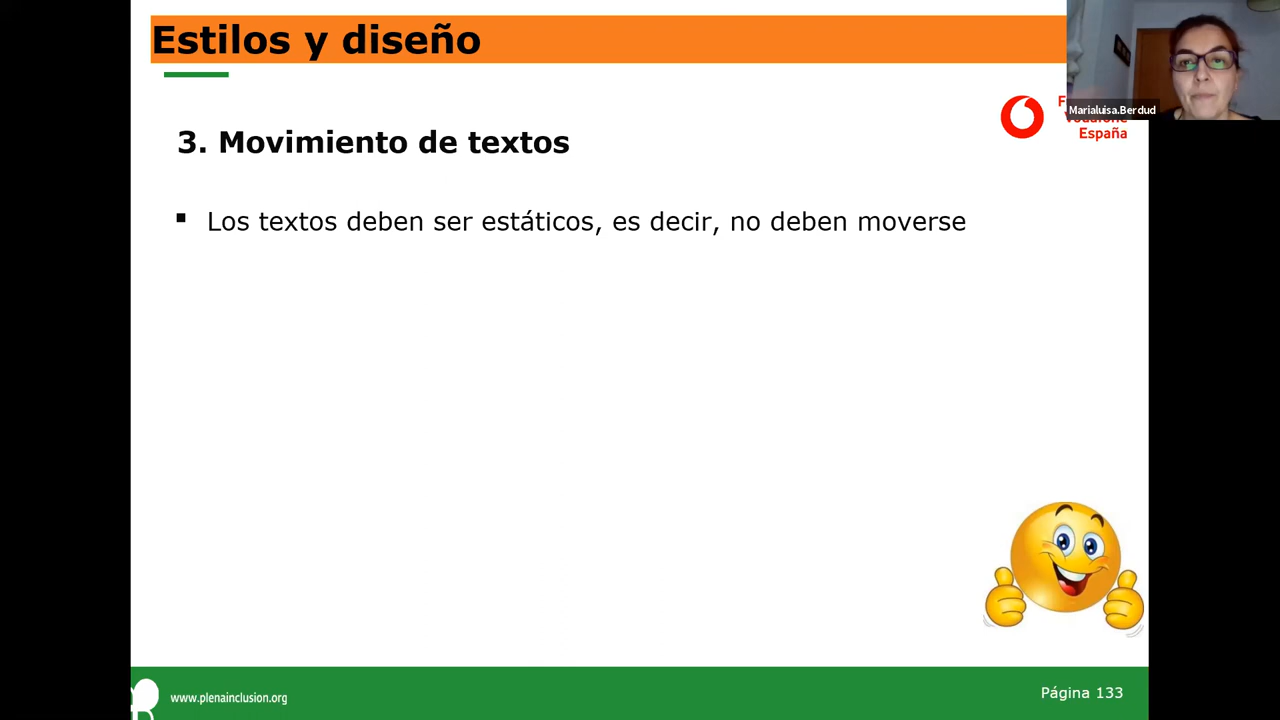 Estilos y diseño
Marialuisa.Berdud
España
3. Movimiento de textos
▪ Los textos deben ser estáticos, es decir, no deben moverse
www.plenainclusion.org
Página 133